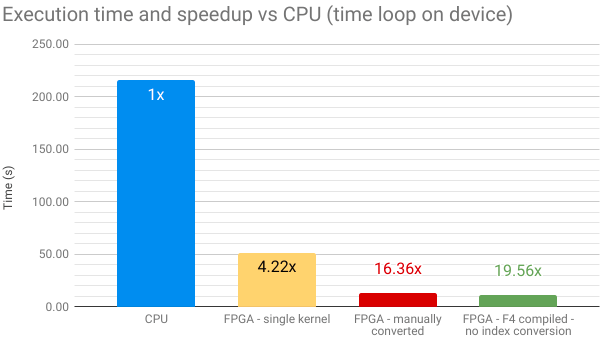 Execution time and speedup vs CPU (time loop on device)
250.00
200.00
150.00
100.00
50.00
0.00
Time (s)
1x
4.22x
16.36x
19.56x
CPU
FPGA - single kernel
FPGA - manually
converted
FPGA - F4 compiled -
no index conversion